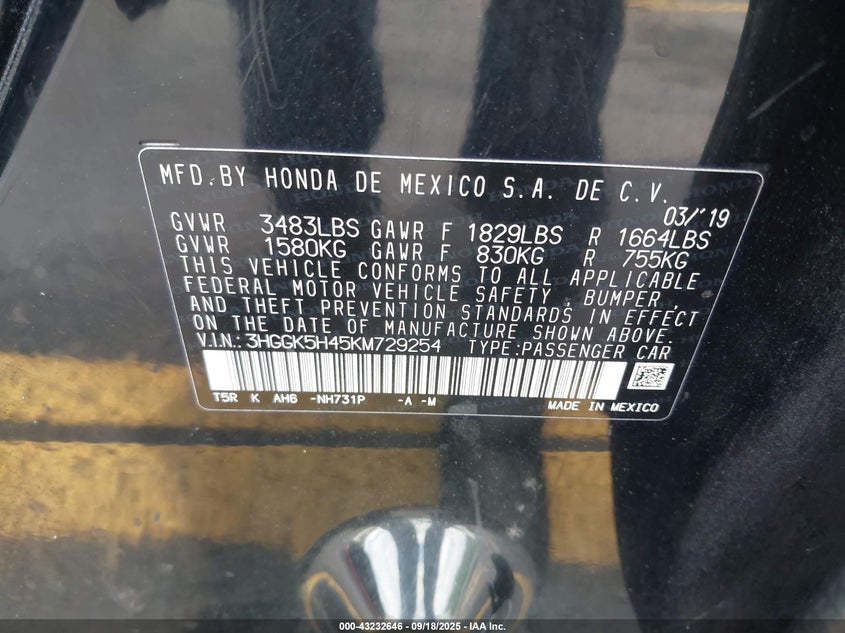 MFD. BY HONDA DE MEXICO S.A. DE C.V.
03/'19
GVWR 3483LBS GAWR F 1829LBS R 1664LBS
GVWR 1580KG GAWR F 830KG R 755KG
THIS VEHICLE CONFORMS TO ALL APPLICABLE
FEDERAL MOTOR VEHICLE SAFETY, BUMPER,
AND THEFT PREVENTION STANDARDS IN EFFECT
ON THE DATE OF MANUFACTURE SHOWN ABOVE.
V.I.N.: 3HGGK5H45KM729254 TYPE:PASSENGER CAR
T5R K AH6 -NH731P -A -M MADE IN MEXICO
000-43232646 - 09/18/2025 - IAA Inc.